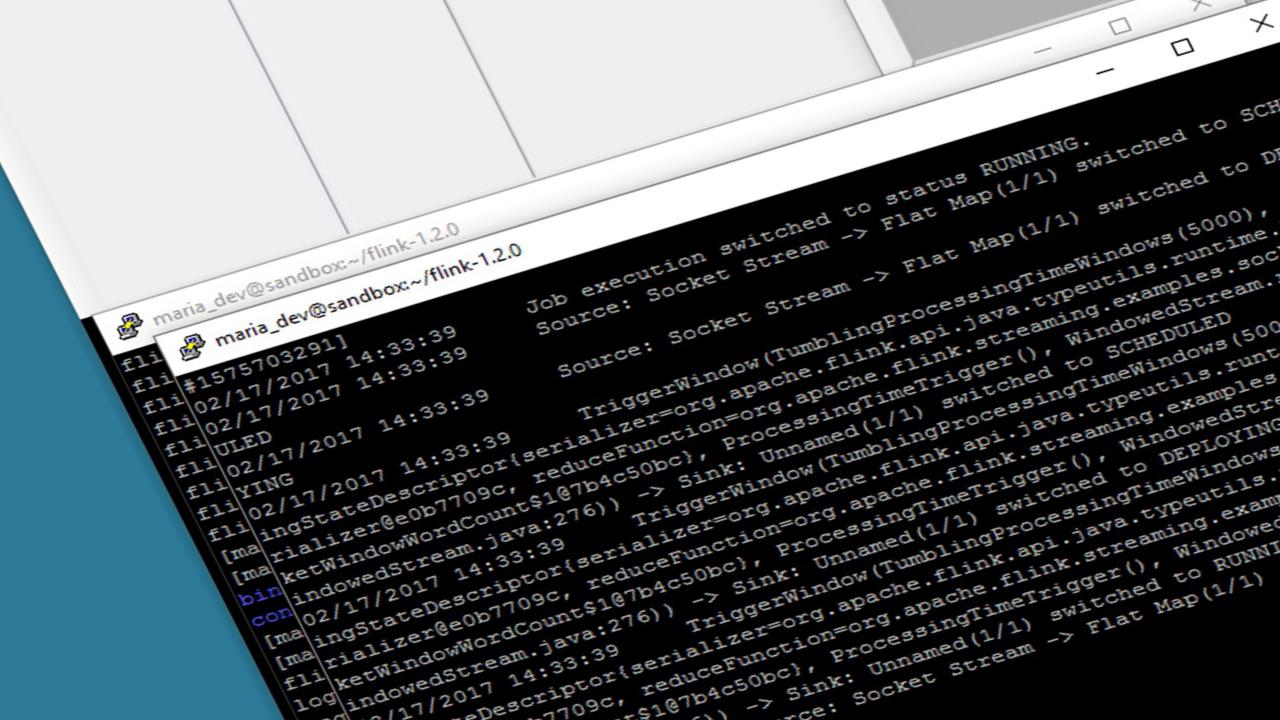 maria_dev@sandbox:~/flink-1.2.0
maria_dev@sandbox:~/flink-1.2.0
fli
fli
fli
fli
fli
fli
fli
fli
[ma
[ma
bin
con
[ma
[ma
fli
log
#1575703291]
02/17/2017 14:33:39 Job execution switched to status RUNNING.
02/17/2017 14:33:39 Source: Socket Stream -> Flat Map(1/1) switched to SCH
ULED
02/17/2017 14:33:39 Source: Socket Stream -> Flat Map(1/1) switched to
YING
02/17/2017 14:33:39 TriggerWindow(TumblingProcessingTimeWindows(5000),
ingStateDescriptor{serializer=org.apache.flink.api.java.typeutils.runtime.
rializer@e0b7709c, reduceFunction=org.apache.flink.streaming.examples.soc
ketWindowWordCount$1@7b4c50bc}, ProcessingTimeTrigger(), WindowedStream.
indowedStream.java:276)) -> Sink: Unnamed(1/1) switched to SCHEDULED
02/17/2017 14:33:39 TriggerWindow(TumblingProcessingTimeWindows(500
ingStateDescriptor{serializer=org.apache.flink.api.java.typeutils.runt
rializer@e0b7709c, reduceFunction=org.apache.flink.streaming.examples
ketWindowWordCount$1@7b4c50bc}, ProcessingTimeTrigger(), WindowedStre
indowedStream.java:276)) -> Sink: Unnamed(1/1) switched to DEPLOYING
02/17/2017 14:33:39 TriggerWindow(TumblingProcessingTimeWindows
StateDescriptor{serializer=org.apache.flink.api.java.typeutils.
7709c, reduceFunction=org.apache.flink.streaming.exam
t$1@7b4c50bc}, ProcessingTimeTrigger(), Windowed
)) -> Sink: Unnamed(1/1) switched to RUNNI
rce: Socket Stream -> Flat Map(1/1)